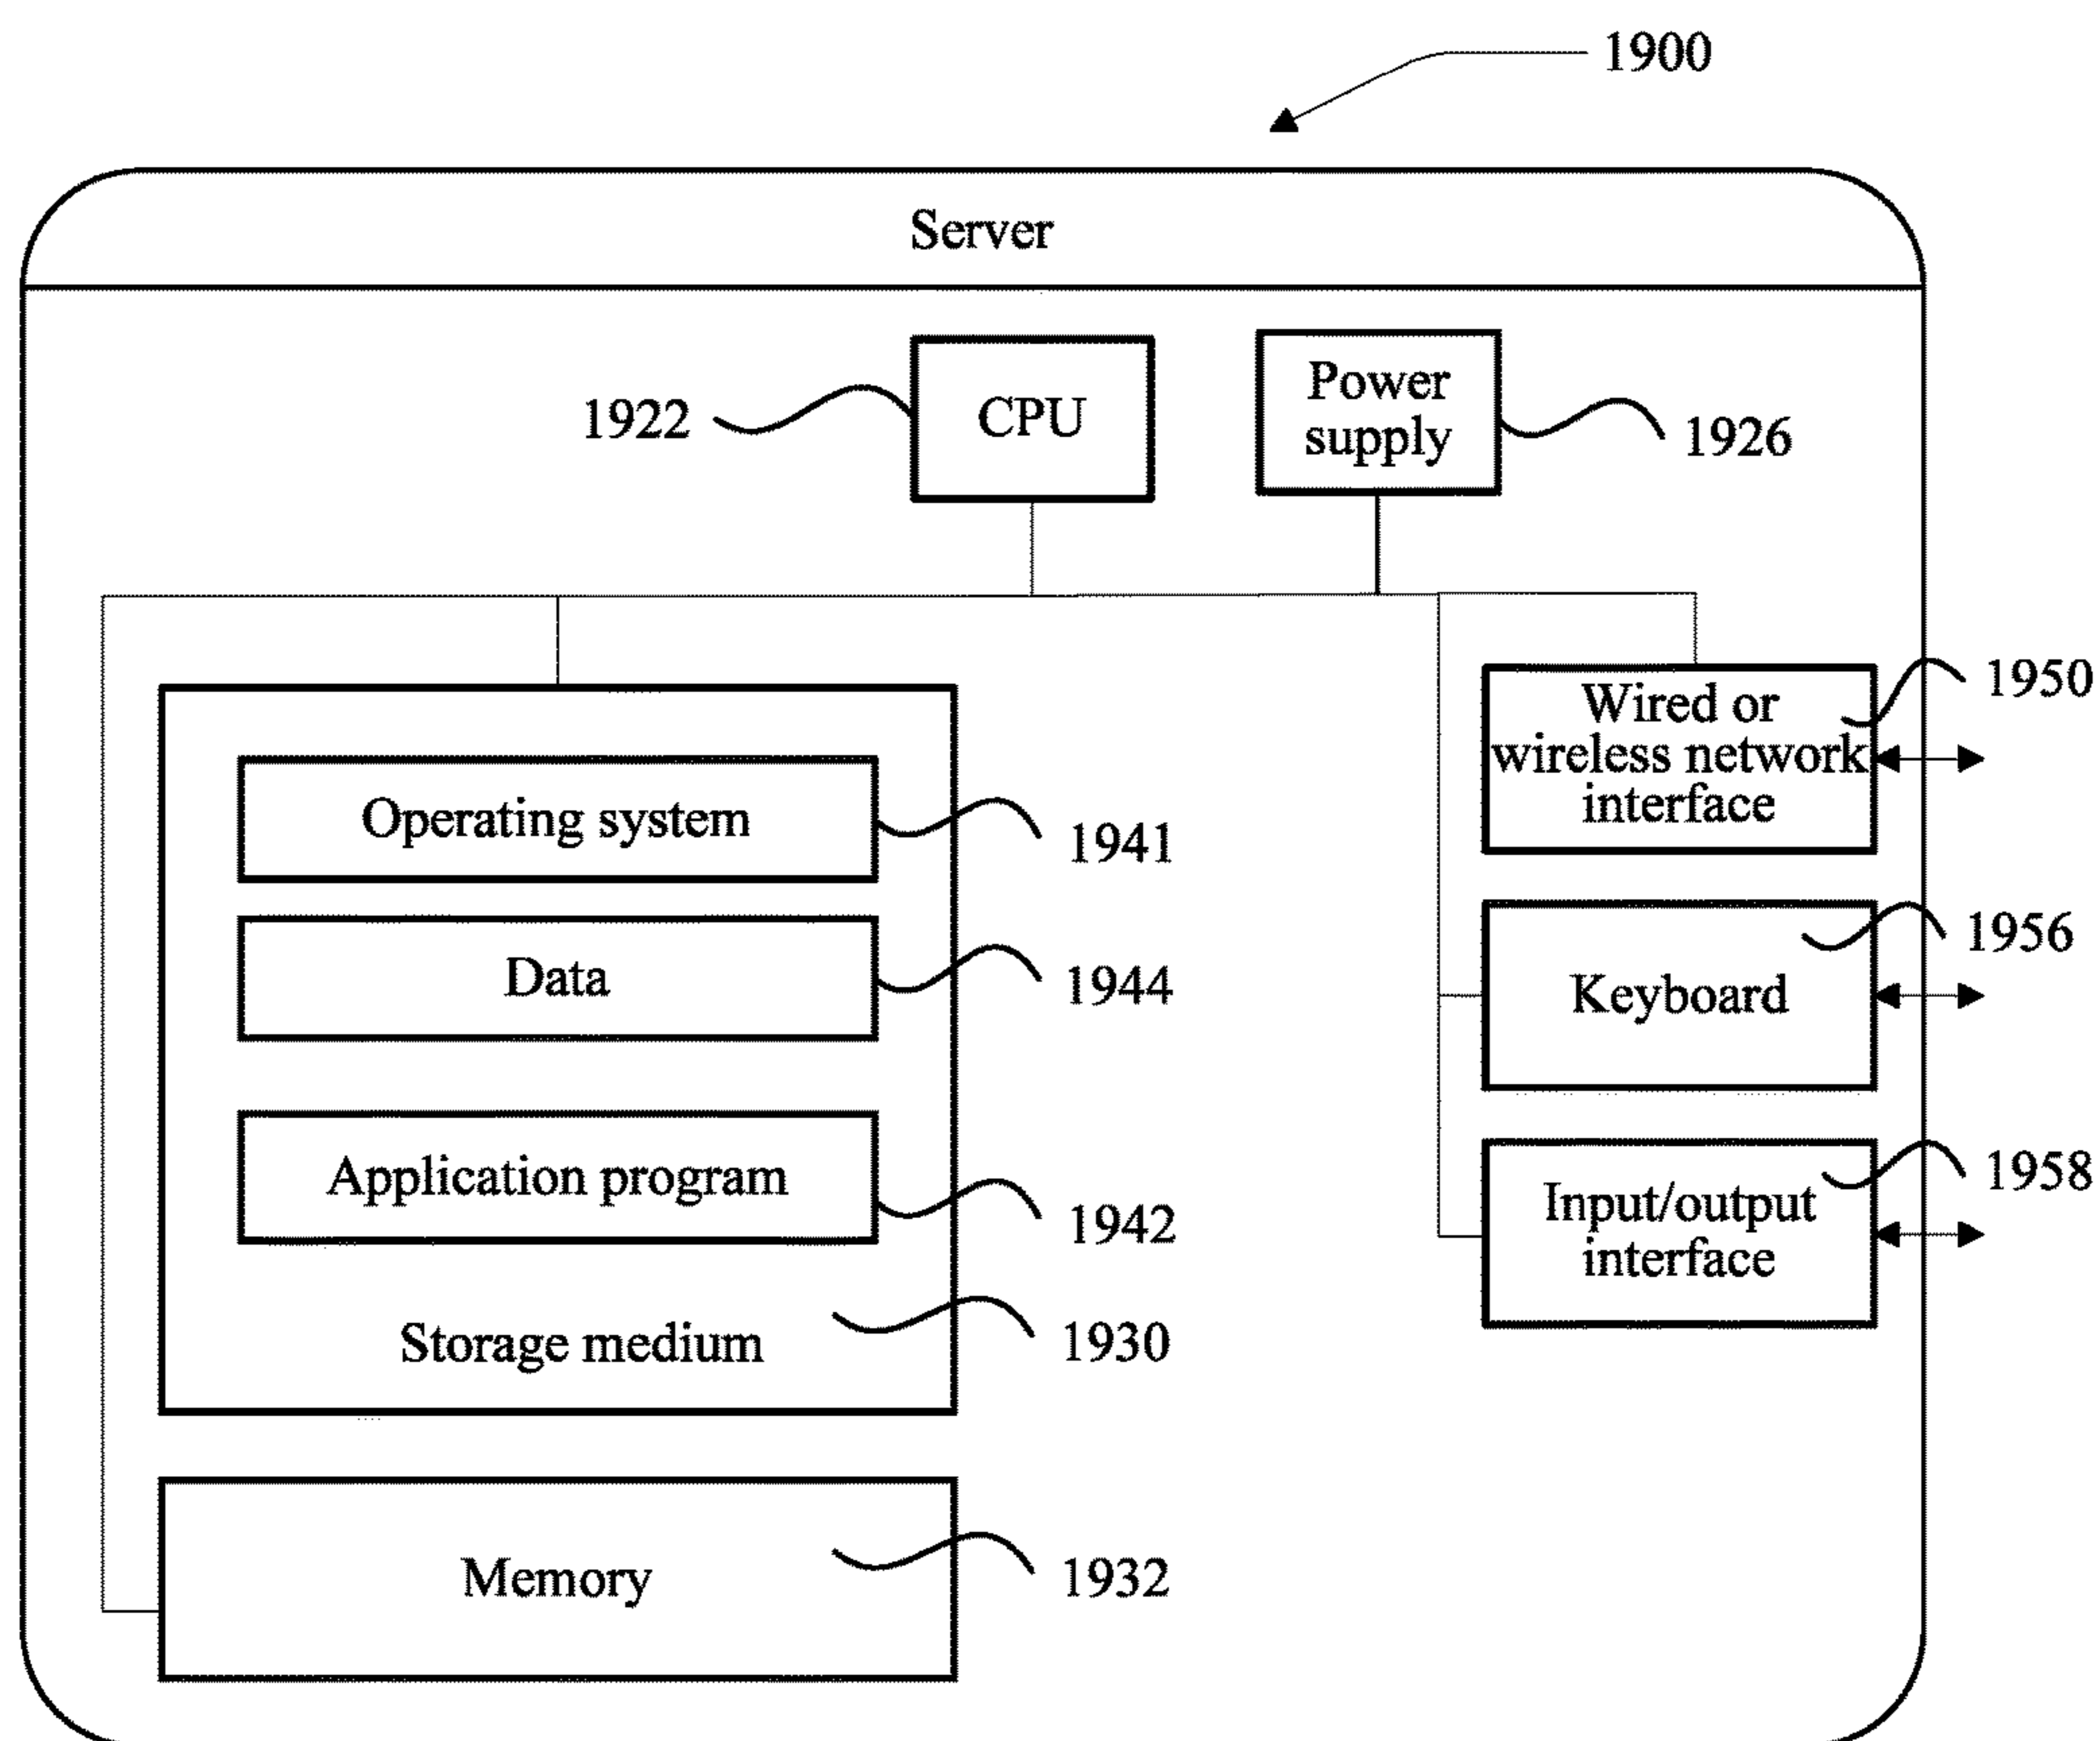 1900
Server
1922
CPU
Power
supply
1926
Operating system
1941
Data
1944
Application program
1942
Storage medium
1930
Memory
1932
Wired or
wireless network
interface
1950
Keyboard
1956
Input/output
interface
1958